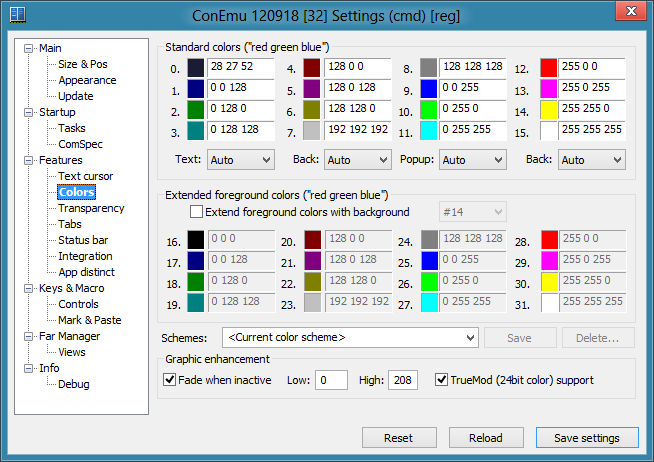 ConEmu 120918 [32] Settings (cmd) [reg]
Main
Size & Pos
Appearance
Update
Startup
Tasks
ComSpec
Features
Text cursor
Colors
Transparency
Tabs
Status bar
Integration
App distinct
Keys & Macro
Controls
Mark & Paste
Far Manager
Views
Info
Debug
Standard colors ("red green blue")
0. 28 27 52 4. 128 0 0 8. 128 128 128 12. 255 0 0
1. 0 0 128 5. 128 0 128 9. 0 0 255 13. 255 0 255
2. 0 128 0 6. 128 128 0 10. 0 255 0 14. 255 255 0
3. 0 128 128 7. 192 192 192 11. 0 255 255 15. 255 255 255
Text: Auto Back: Auto Popup: Auto Back: Auto
Extended foreground colors ("red green blue")
Extend foreground colors with background #14
16. 0 0 0 20. 128 0 0 24. 128 128 128 28. 255 0 0
17. 0 0 128 21. 128 0 128 25. 0 0 255 29. 255 0 255
18. 0 128 0 22. 128 128 0 26. 0 255 0 30. 255 255 0
19. 0 128 128 23. 192 192 192 27. 0 255 255 31. 255 255 255
Schemes: <Current color scheme> Save Delete...
Graphic enhancement
Fade when inactive Low: 0 High: 208 TrueMod (24bit color) support
Reset Reload Save settings